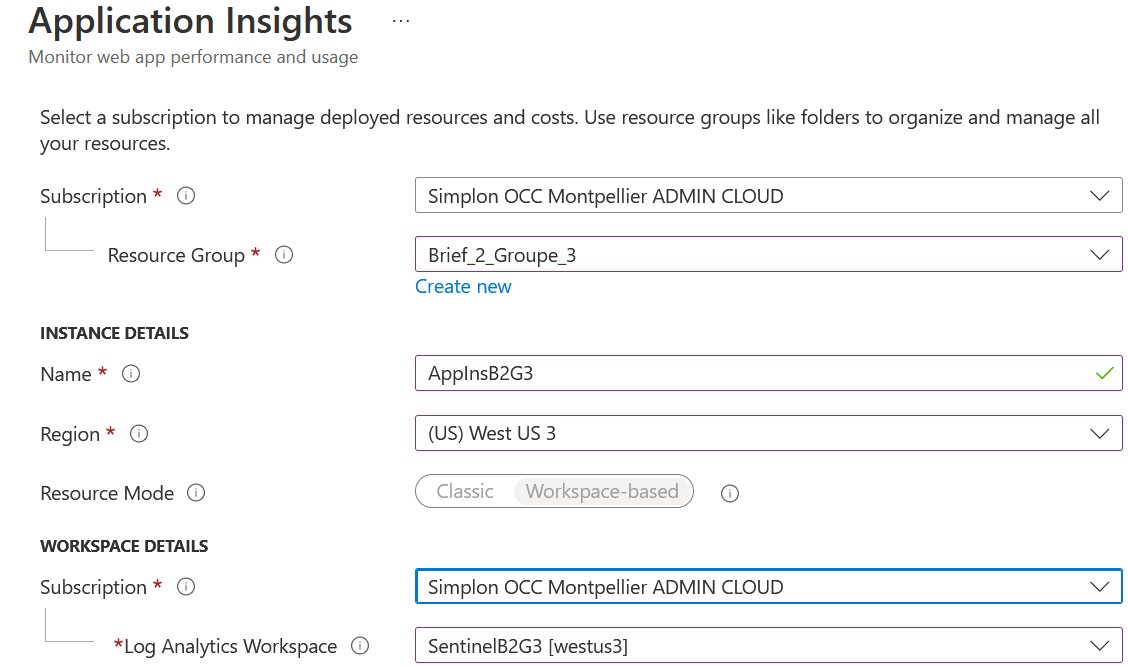 Application Insights ...
Monitor web app performance and usage
Select a subscription to manage deployed resources and costs. Use resource groups like folders to organize and manage all
your resources.
Subscription * Simplon OCC Montpellier ADMIN CLOUD
Resource Group * Brief_2_Groupe_3
Create new
INSTANCE DETAILS
Name * AppInsB2G3
Region * (US) West US 3
Resource Mode Classic Workspace-based
WORKSPACE DETAILS
Subscription * Simplon OCC Montpellier ADMIN CLOUD
*Log Analytics Workspace SentinelB2G3 [westus3]